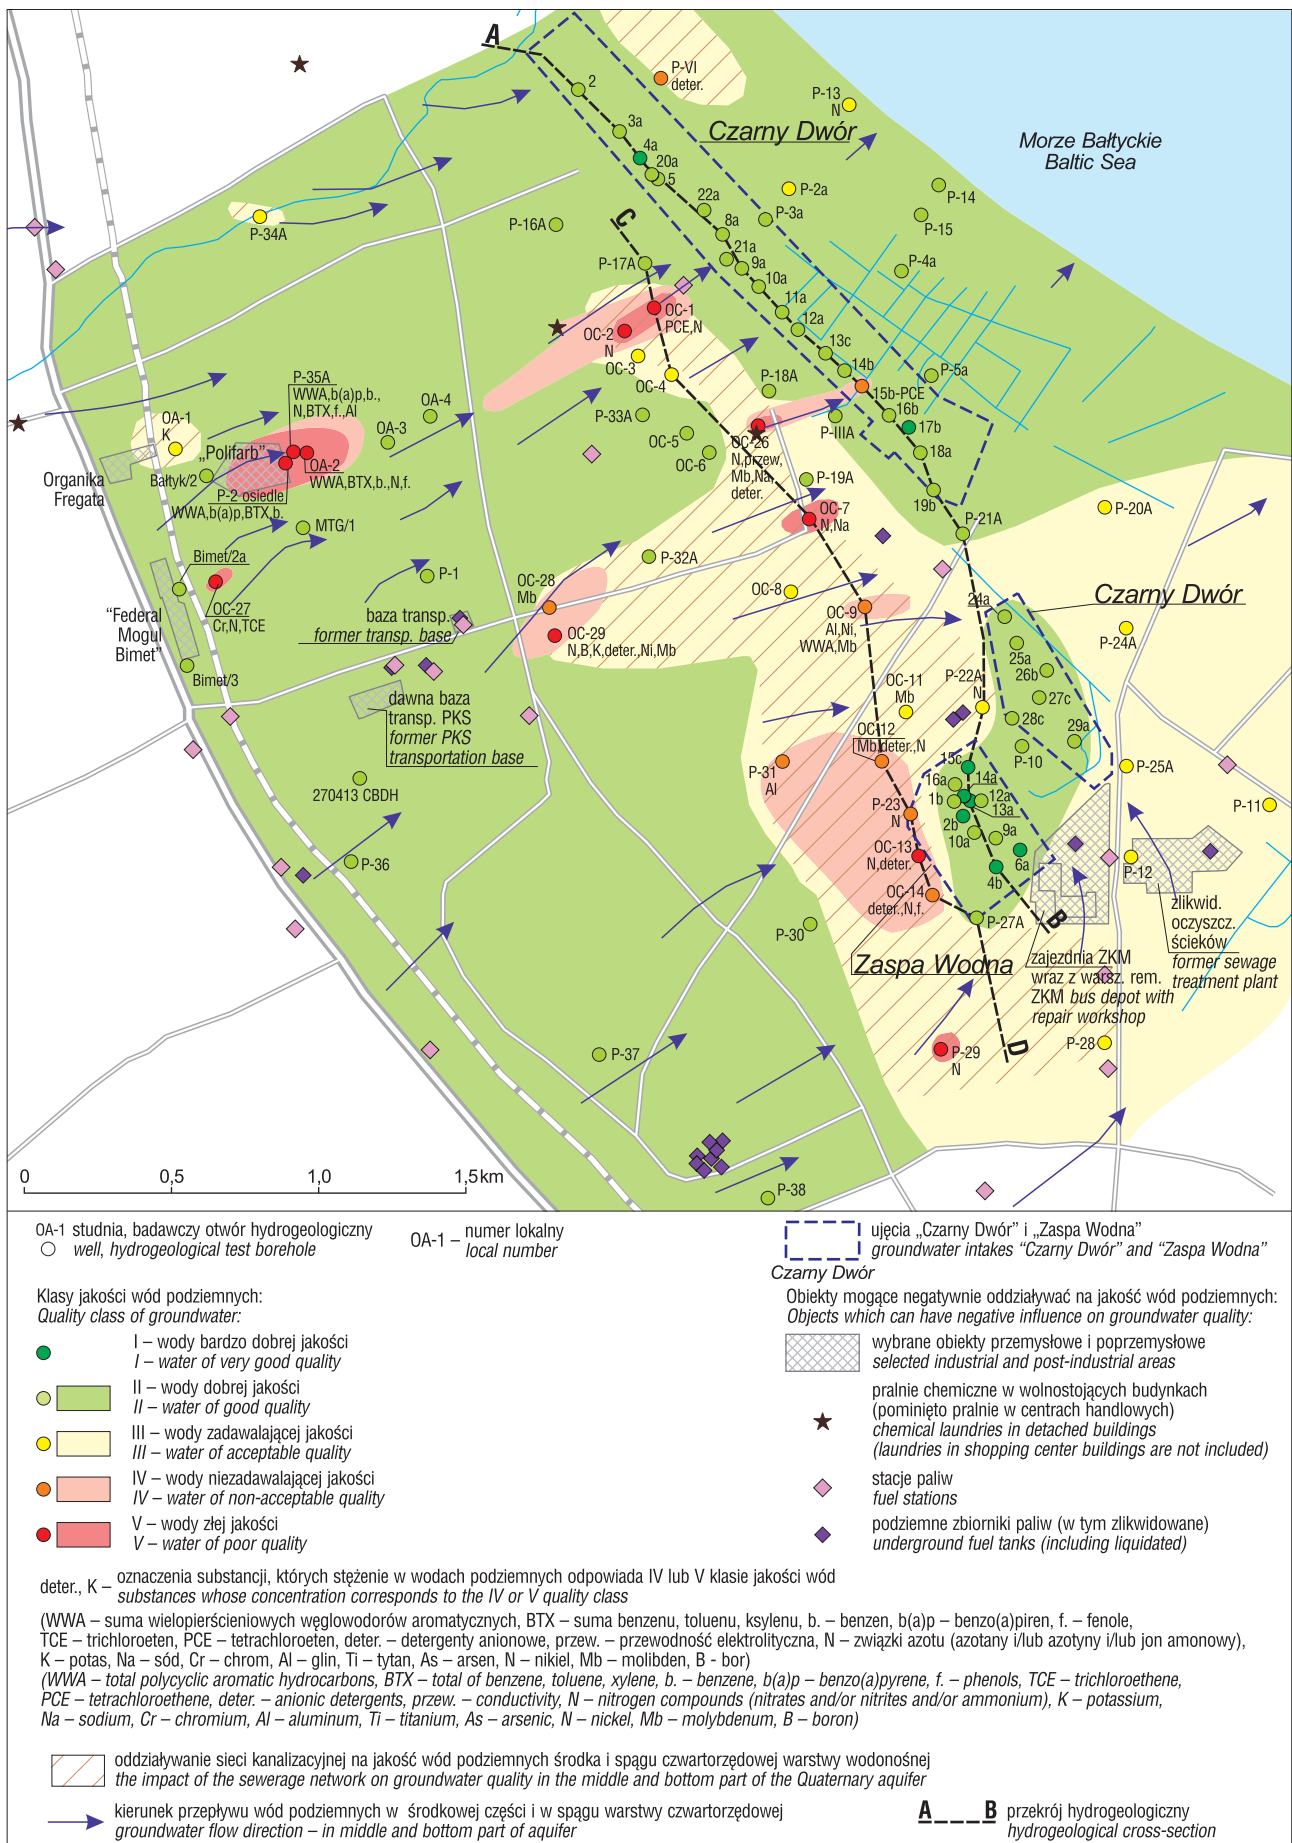 A
P-VI
deter.
2
P-13
N
3a
Czarny Dwór
Morze Bałtyckie
Baltic Sea
4a
20a
5
P-2a
P-14
22a
P-3a
P-15
P-34A
P-16A
C
8a
21a
9a
P-4a
P-17A
10a
11a
OC-1
PCE,N
12a
OC-2
N
13c
OC-3
14b
P-35A
WWA,b(a)p,b.,
N,BTX,f.,Al
OC-4
P-18A
P-5a
15b-PCE
OA-1
K
OA-4
P-33A
16b
P-IIIA
17b
OA-3
OC-5
OC-26
N,przew,
Mb,Na,
deter.
„Polifarb”
OA-2
WWA,BTX,b.,N,f.
OC-6
18a
Organika
Fregata
Bałtyk/2
P-19A
P-2 osiedle
WWA,b(a)p,BTX,b.
19b
OC-7
N,Na
P-20A
MTG/1
P-21A
Bimet/2a
P-1
P-32A
OC-28
Mb
OC-8
24a
Czarny Dwór
“Federal
Mogul
Bimet”
OC-27
Cr,N,TCE
baza transp.
former transp. base
OC-9
Al,Ni,
WWA,Mb
P-24A
OC-29
N,B,K,deter.,Ni,Mb
25a
26b
Bimet/3
OC-11
Mb
P-22A
N
27c
dawna baza
transp. PKS
former PKS
transportation base
28c
29a
OC-12
Mb,deter.,N
P-10
15c
P-31
Al
P-25A
270413 CBDH
16a
14a
1b
12a
13a
P-11
P-23
N
2b
10a
9a
P-36
OC-13
N,deter.
6a
P-12
4b
OC-14
deter.,N,f.
B
P-27A
zlikwid.
oczyszcz.
ścieków
former sewage
treatment plant
P-30
Zaspa Wodna
zajezdnia ZKM
wraz z warsz. rem.
ZKM bus depot with
repair workshop
P-28
P-37
D
P-29
N
0
0,5
1,0
1,5km
P-38
OA-1 studnia, badawczy otwór hydrogeologiczny
well, hydrogeological test borehole
OA-1 – numer lokalny
local number
ujęcia „Czarny Dwór” i „Zaspa Wodna”
groundwater intakes “Czarny Dwór” and “Zaspa Wodna”
Czarny Dwór
Klasy jakości wód podziemnych:
Quality class of groundwater:
I – wody bardzo dobrej jakości
I – water of very good quality
II – wody dobrej jakości
II – water of good quality
III – wody zadawalającej jakości
III – water of acceptable quality
IV – wody niezadawalającej jakości
IV – water of non-acceptable quality
V – wody złej jakości
V – water of poor quality
Obiekty mogące negatywnie oddziaływać na jakość wód podziemnych:
Objects which can have negative influence on groundwater quality:
wybrane obiekty przemysłowe i poprzemysłowe
selected industrial and post-industrial areas
pralnie chemiczne w wolnostojących budynkach
(pominięto pralnie w centrach handlowych)
chemical laundries in detached buildings
(laundries in shopping center buildings are not included)
stacje paliw
fuel stations
podziemne zbiorniki paliw (w tym zlikwidowane)
underground fuel tanks (including liquidated)
deter., K – oznaczenia substancji, których stężenie w wodach podziemnych odpowiada IV lub V klasie jakości wód
substances whose concentration corresponds to the IV or V quality class
(WWA – suma wielopierścieniowych węglowodorów aromatycznych, BTX – suma benzenu, toluenu, ksylenu, b. – benzen, b(a)p – benzo(a)piren, f. – fenole,
TCE – trichloroeten, PCE – tetrachloroeten, deter. – detergenty anionowe, przew. – przewodność elektrolityczna, N – związki azotu (azotany i/lub azotyny i/lub jon amonowy),
K – potas, Na – sód, Cr – chrom, Al – glin, Ti – tytan, As – arsen, N – nikiel, Mb – molibden, B - bor)
(WWA – total polycyclic aromatic hydrocarbons, BTX – total of benzene, toluene, xylene, b. – benzene, b(a)p – benzo(a)pyrene, f. – phenols, TCE – trichloroethene,
PCE – tetrachloroethene, deter. – anionic detergents, przew. – conductivity, N – nitrogen compounds (nitrates and/or nitrites and/or ammonium), K – potassium,
Na – sodium, Cr – chromium, Al – aluminum, Ti – titanium, As – arsenic, N – nickel, Mb – molybdenum, B – boron)
oddziaływanie sieci kanalizacyjnej na jakość wód podziemnych środka i spągu czwartorzędowej warstwy wodonośnej
the impact of the sewerage network on groundwater quality in the middle and bottom part of the Quaternary aquifer
kierunek przepływu wód podziemnych w środkowej części i w spągu warstwy czwartorzędowej
groundwater flow direction – in middle and bottom part of aquifer
A B przekrój hydrogeologiczny
hydrogeological cross-section